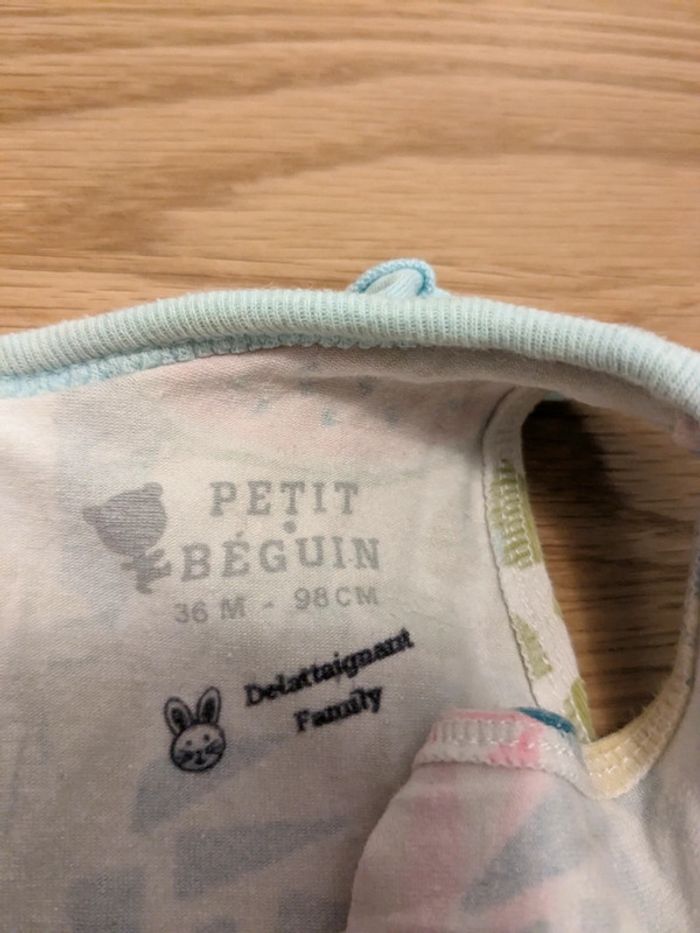 PETIT
BÉGUIN
36 M - 98 CM
Delattaignant
Family